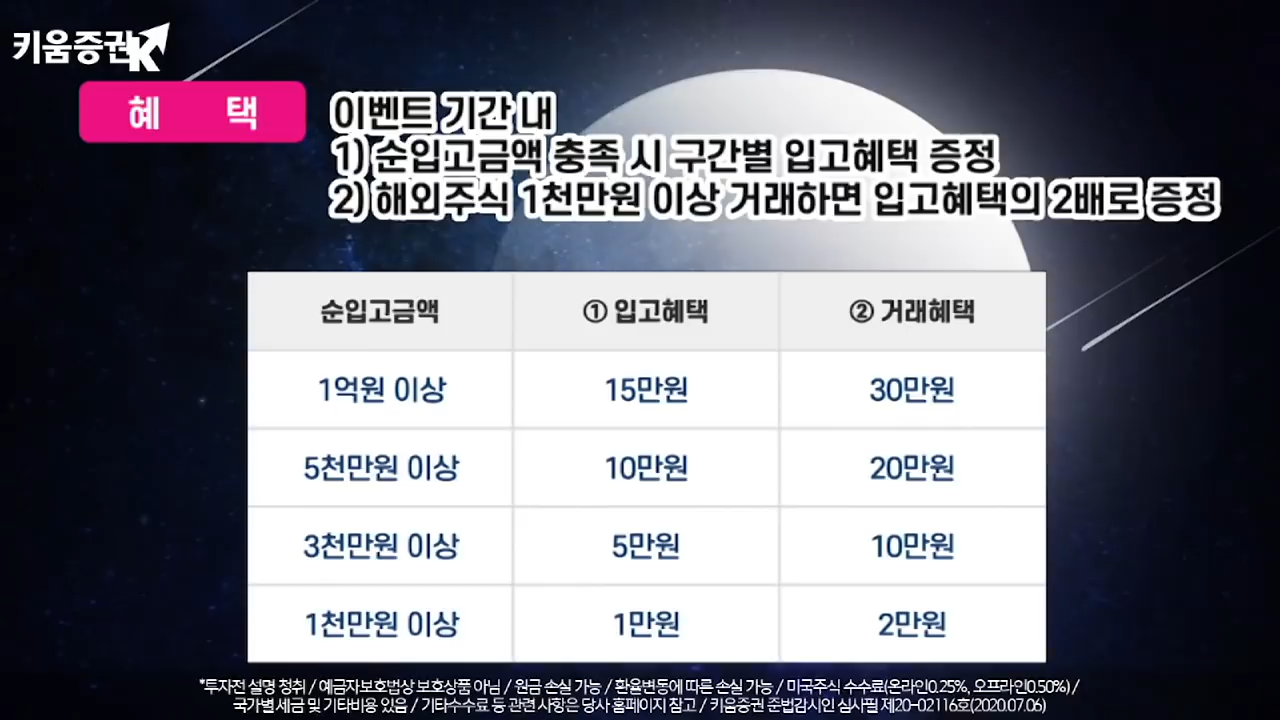 키움증권
혜 택
이벤트 기간 내
1) 순입고금액 충족 시 구간별 입고혜택 증정
2) 해외주식 1천만원 이상 거래하면 입고혜택의 2배로 증정
순입고금액 ① 입고혜택 ② 거래혜택
1억원 이상 15만원 30만원
5천만원 이상 10만원 20만원
3천만원 이상 5만원 10만원
1천만원 이상 1만원 2만원
*투자전 설명 청취 / 예금자보호법상 보호상품 아님 / 원금 손실 가능 / 환율변동에 따른 손실 가능 / 미국주식 수수료(온라인0.25%, 오프라인0.50%) /
국가별 세금 및 기타비용 있음 / 기타수수료 등 관련 사항은 당사 홈페이지 참고 / 키움증권 준법감시인 심사필 제20-02116호(2020.07.06)